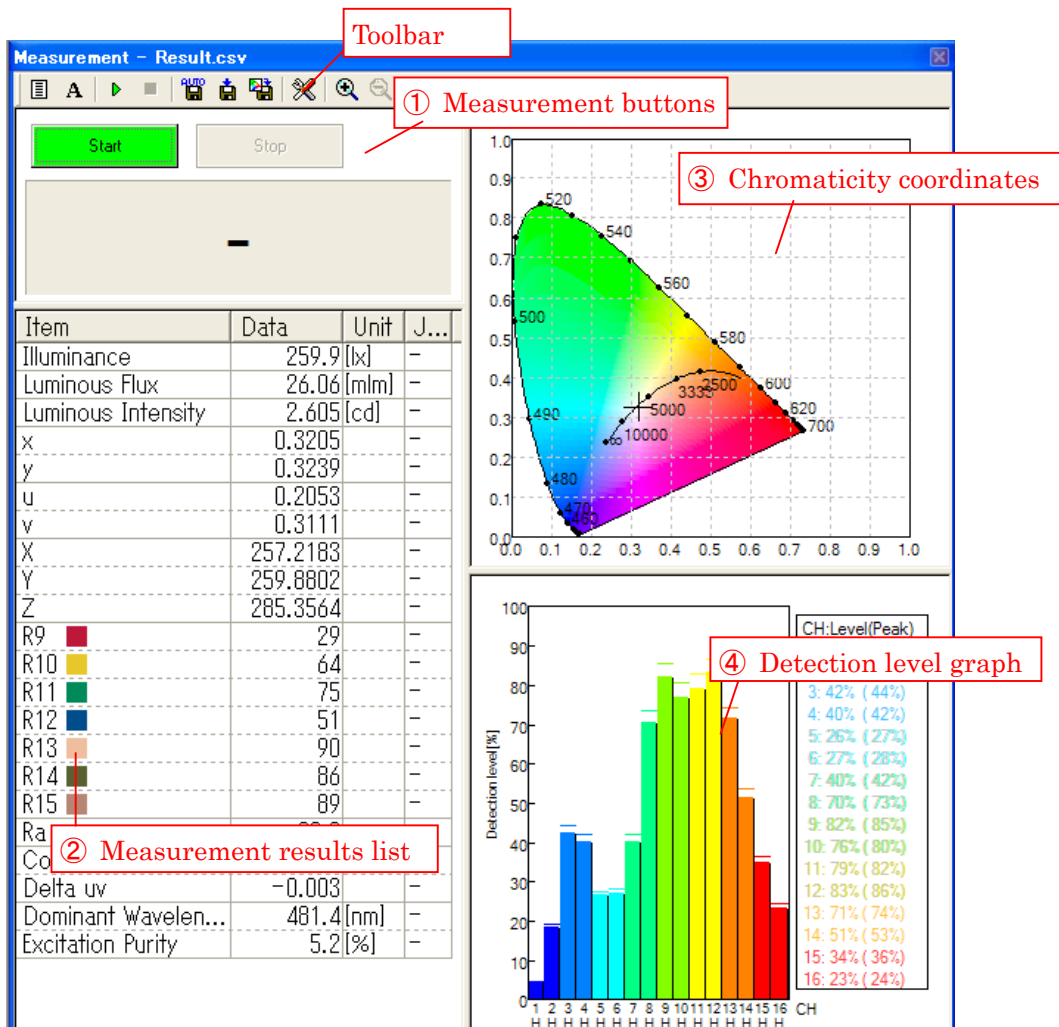 Toolbar
Measurement - Result.csv
A
AUTO
① Measurement buttons
Start
Stop
-
Item Data Unit J...
Illuminance 259.9 [lx] -
Luminous Flux 26.06 [mlm] -
Luminous Intensity 2.605 [cd] -
x 0.3205 -
y 0.3239 -
u 0.2053 -
v 0.3111 -
X 257.2183 -
Y 259.8802 -
Z 285.3564 -
R9 29 -
R10 64 -
R11 75 -
R12 51 -
R13 90 -
R14 86 -
R15 89 -
Ra
② Measurement results list
Co
Delta uv -0.003 -
Dominant Wavelen... 481.4 [nm] -
Excitation Purity 5.2 [%] -
③ Chromaticity coordinates
1.0
0.9
0.8
0.7
0.6
0.5
0.4
0.3
0.2
0.1
0.0
0.0 0.1 0.2 0.3 0.4 0.5 0.6 0.7 0.8 0.9 1.0
520
540
560
500
580
600
2500
3333
5000
490
620
700
10000
∞
480
470
460
④ Detection level graph
Detection level[%]
100
90
80
70
60
50
40
30
20
10
0
1 2 3 4 5 6 7 8 9 10 11 12 13 14 15 16 CH
H H H H H H H H H H H H H H H H
CH:Level(Peak)
3: 42% ( 44%)
4: 40% ( 42%)
5: 26% ( 27%)
6: 27% ( 28%)
7: 40% ( 42%)
8: 70% ( 73%)
9: 82% ( 85%)
10: 76% ( 80%)
11: 79% ( 82%)
12: 83% ( 86%)
13: 71% ( 74%)
14: 51% ( 53%)
15: 34% ( 36%)
16: 23% ( 24%)